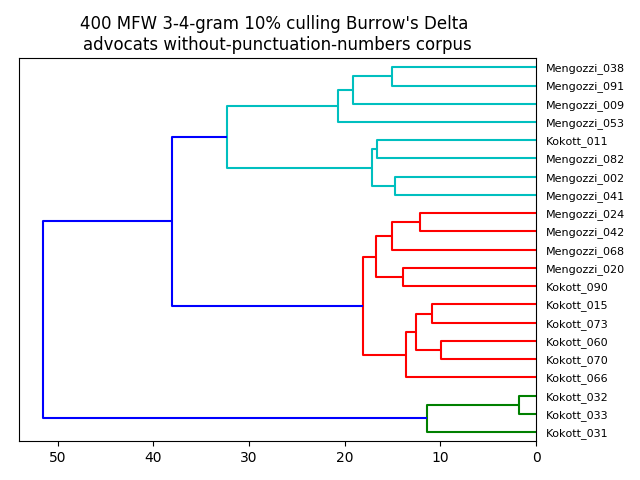 400 MFW 3-4-gram 10% culling Burrow's Delta
advocats without-punctuation-numbers corpus
Mengozzi_038
Mengozzi_091
Mengozzi_009
Mengozzi_053
Kokott_011
Mengozzi_082
Mengozzi_002
Mengozzi_041
Mengozzi_024
Mengozzi_042
Mengozzi_068
Mengozzi_020
Kokott_090
Kokott_015
Kokott_073
Kokott_060
Kokott_070
Kokott_066
Kokott_032
Kokott_033
Kokott_031
50 40 30 20 10 0